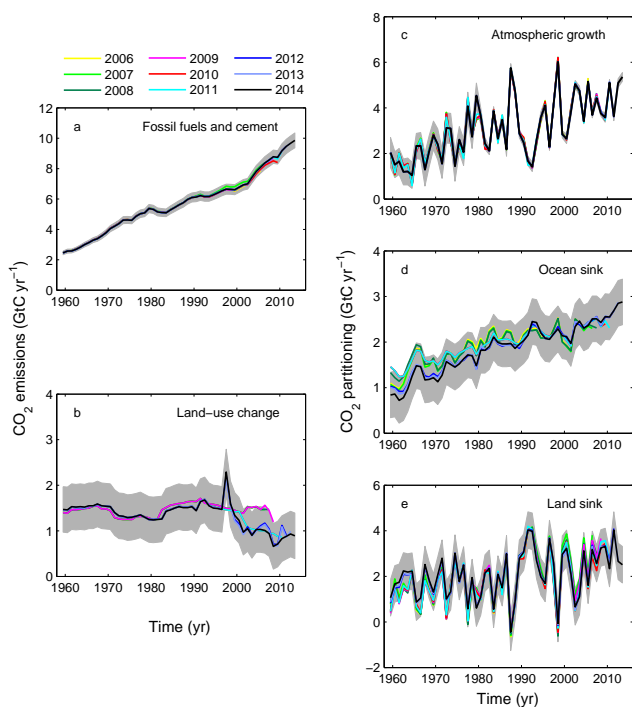 2006 2009 2012
2007 2010 2013
2008 2011 2014
a Fossil fuels and cement
12
10
8
6
4
2
0
1960 1970 1980 1990 2000 2010
CO2 emissions (GtC yr−1)
b Land−use change
4
3
2
1
0
1960 1970 1980 1990 2000 2010
Time (yr)
c Atmospheric growth
8
6
4
2
0
1960 1970 1980 1990 2000 2010
CO2 partitioning (GtC yr−1)
d Ocean sink
4
3
2
1
0
1960 1970 1980 1990 2000 2010
e Land sink
6
4
2
0
−2
1960 1970 1980 1990 2000 2010
Time (yr)